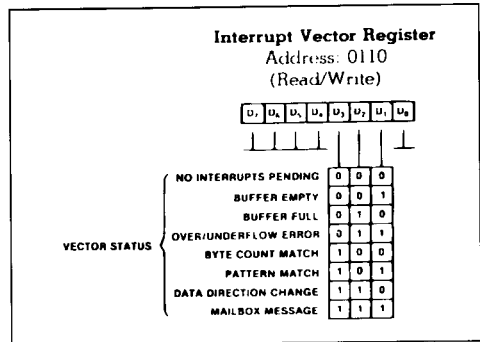 Interrupt Vector Register
Address: 0110
(Read/Write)
D7 D6 D5 D4 D3 D2 D1 D0
NO INTERRUPTS PENDING 0 0 0
BUFFER EMPTY 0 0 1
BUFFER FULL 0 1 0
VECTOR STATUS
OVER/UNDERFLOW ERROR 0 1 1
BYTE COUNT MATCH 1 0 0
PATTERN MATCH 1 0 1
DATA DIRECTION CHANGE 1 1 0
MAILBOX MESSAGE 1 1 1